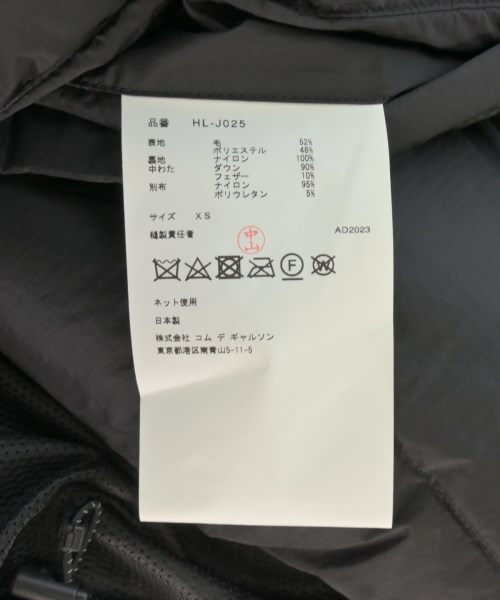 品番 HL-J025
表地 毛 52%
ポリエステル 48%
裏地 ナイロン 100%
中わた ダウン 90%
フェザー 10%
別布 ナイロン 95%
ポリウレタン 5%
サイズ XS
縫製責任者 中山 AD2023
F W
ネット使用
日本製
株式会社 コム デ ギャルソン
東京都港区南青山5-11-5